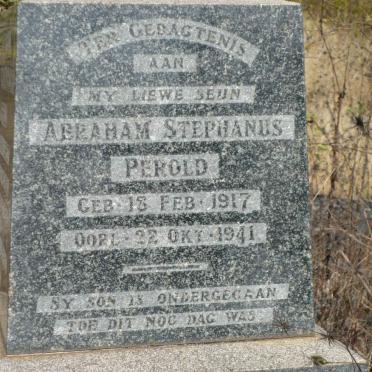 TER GEDAGTENIS
AAN
MY LIEWE SEUN
ABRAHAM STEPHANUS
PEROLD
GEB· 13 FEB· 1917
OORL· 22 OKT· 1941
SY SON IS ONDERGEGAAN
TOE DIT NOG DAG WAS